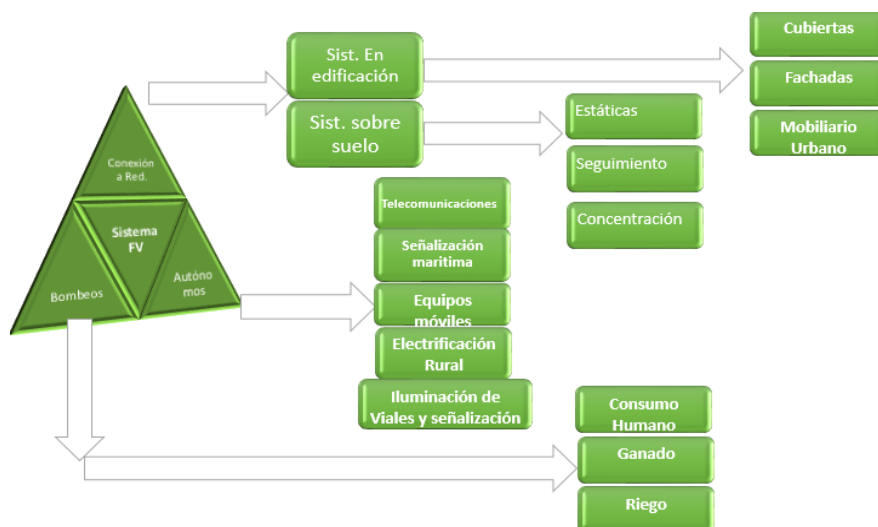 Conexión
a Red.
Sistema
FV
Bombeos
Autóno
mos
Sist. En
edificación
Sist. sobre
suelo
Cubiertas
Fachadas
Mobiliario
Urbano
Estáticas
Seguimiento
Concentración
Telecomunicaciones
Señalización
maritima
Equipos
móviles
Electrificación
Rural
Iluminación de
Viales y señalización
Consumo
Humano
Ganado
Riego